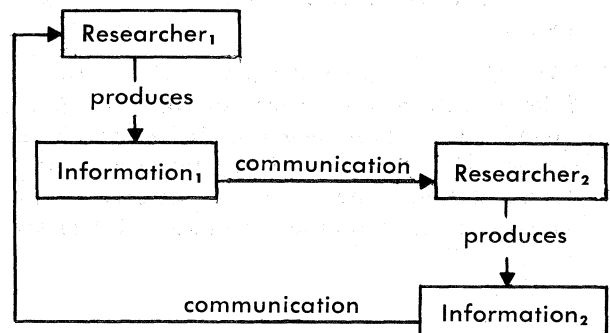 Researcher₁
produces
Information₁
communication
Researcher₂
produces
communication
Information₂